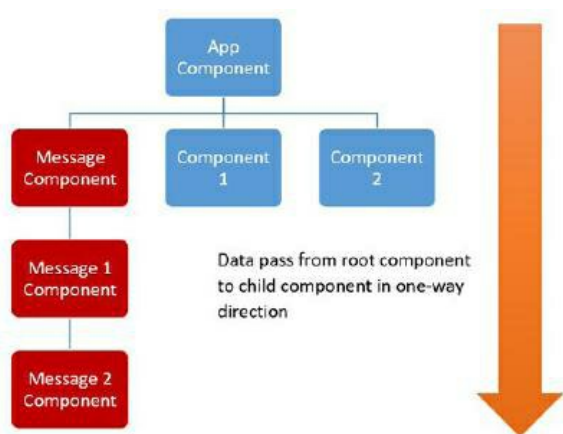 App
Component
Message
Component
Component
1
Component
2
Message 1
Component
Data pass from root component
to child component in one-way
direction
Message 2
Component